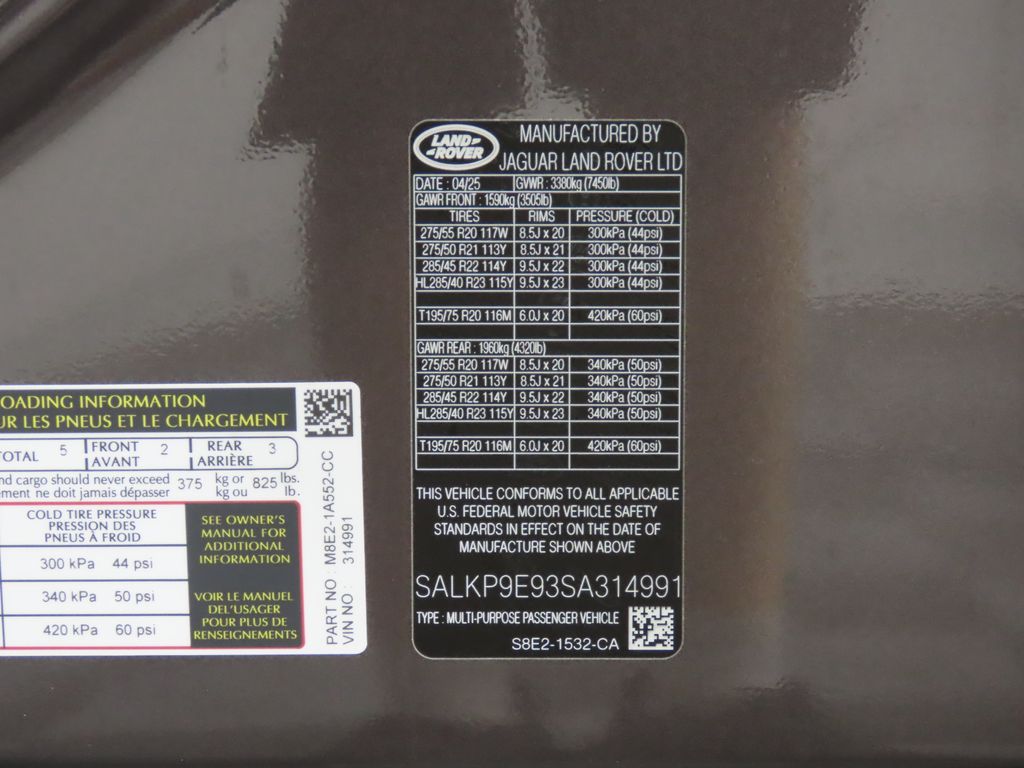 LAND
ROVER
MANUFACTURED BY
JAGUAR LAND ROVER LTD
DATE : 04/25 GVWR : 3380kg (7450lb)
GAWR FRONT : 1590kg (3505lb)
TIRES RIMS PRESSURE (COLD)
275/55 R20 117W 8.5J x 20 300kPa (44psi)
275/50 R21 113Y 8.5J x 21 300kPa (44psi)
285/45 R22 114Y 9.5J x 22 300kPa (44psi)
HL285/40 R23 115Y 9.5J x 23 300kPa (44psi)
T195/75 R20 116M 6.0J x 20 420kPa (60psi)
GAWR REAR : 1960kg (4320lb)
275/55 R20 117W 8.5J x 20 340kPa (50psi)
275/50 R21 113Y 8.5J x 21 340kPa (50psi)
285/45 R22 114Y 9.5J x 22 340kPa (50psi)
HL285/40 R23 115Y 9.5J x 23 340kPa (50psi)
T195/75 R20 116M 6.0J x 20 420kPa (60psi)
THIS VEHICLE CONFORMS TO ALL APPLICABLE
U.S. FEDERAL MOTOR VEHICLE SAFETY
STANDARDS IN EFFECT ON THE DATE OF
MANUFACTURE SHOWN ABOVE
SALKP9E93SA314991
TYPE : MULTI-PURPOSE PASSENGER VEHICLE
S8E2-1532-CA
OADING INFORMATION
UR LES PNEUS ET LE CHARGEMENT
OTAL 5 FRONT 2 REAR 3
AVANT ARRIÈRE
nd cargo should never exceed 375 kg or 825 lbs.
ement ne doit jamais dépasser kg ou lb.
COLD TIRE PRESSURE
PRESSION DES
PNEUS À FROID
300 kPa 44 psi
340 kPa 50 psi
420 kPa 60 psi
SEE OWNER'S
MANUAL FOR
ADDITIONAL
INFORMATION
VOIR LE MANUEL
DEL'USAGER
POUR PLUS DE
RENSEIGNEMENTS
PART NO : M8E2-1A552-CC
VIN NO : 314991